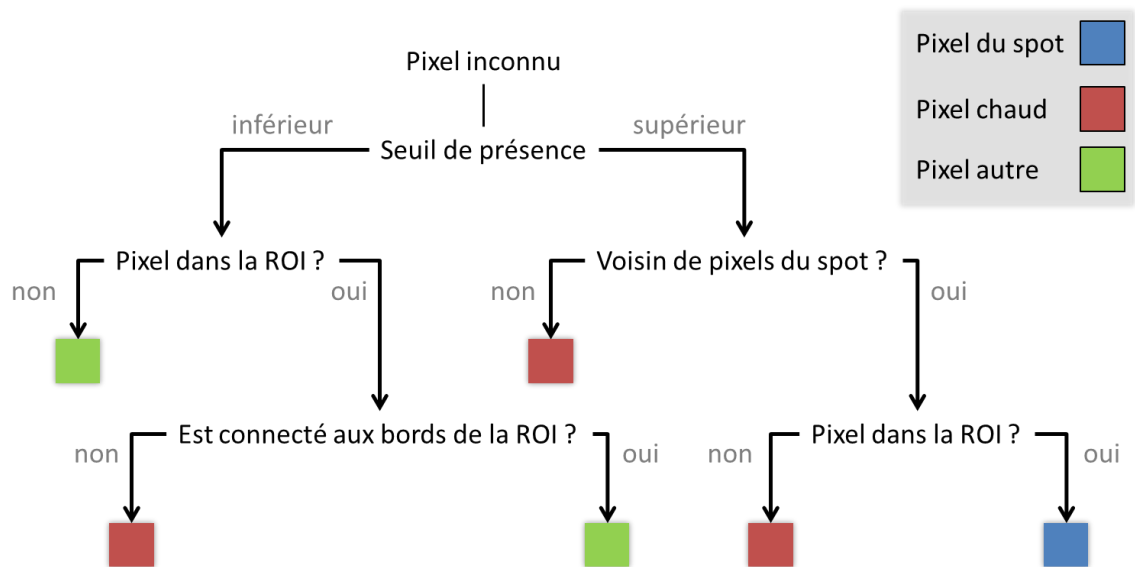 Pixel inconnu
inférieur
supérieur
Seuil de présence
Pixel du spot
Pixel chaud
Pixel autre
Pixel dans la ROI ?
Voisin de pixels du spot ?
non
oui
non
oui
Est connecté aux bords de la ROI ?
Pixel dans la ROI ?
non
oui
non
oui